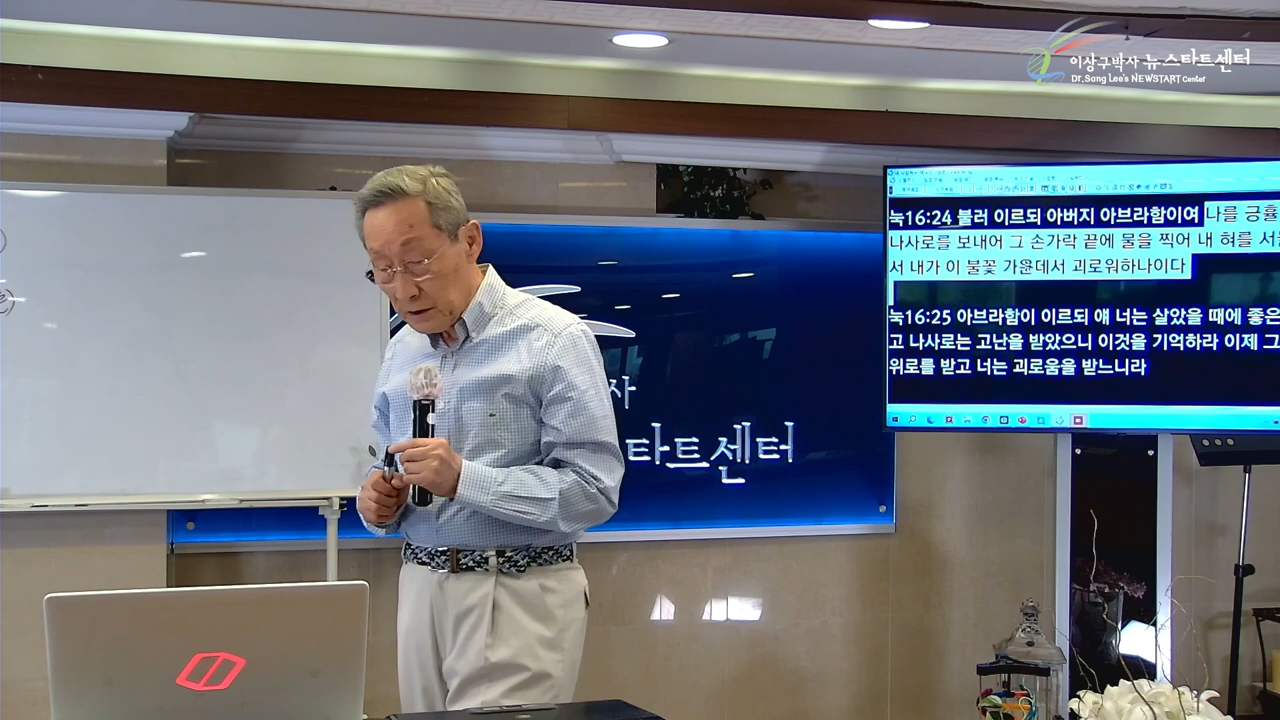 이상구박사 뉴스타트센터
Dr. Sang Lee's NEWSTART Center
눅16:24 불러 이르되 아버지 아브라함이여 나를 긍휼
나사로를 보내어 그 손가락 끝에 물을 찍어 내 혀를
서 내가 이 불꽃 가운데서 괴로워하나이다
눅16:25 아브라함이 이르되 얘 너는 살았을 때에 좋은
고 나사로는 고난을 받았으니 이것을 기억하라 이제 그
위로를 받고 너는 괴로움을 받느니라
사
스타트센터